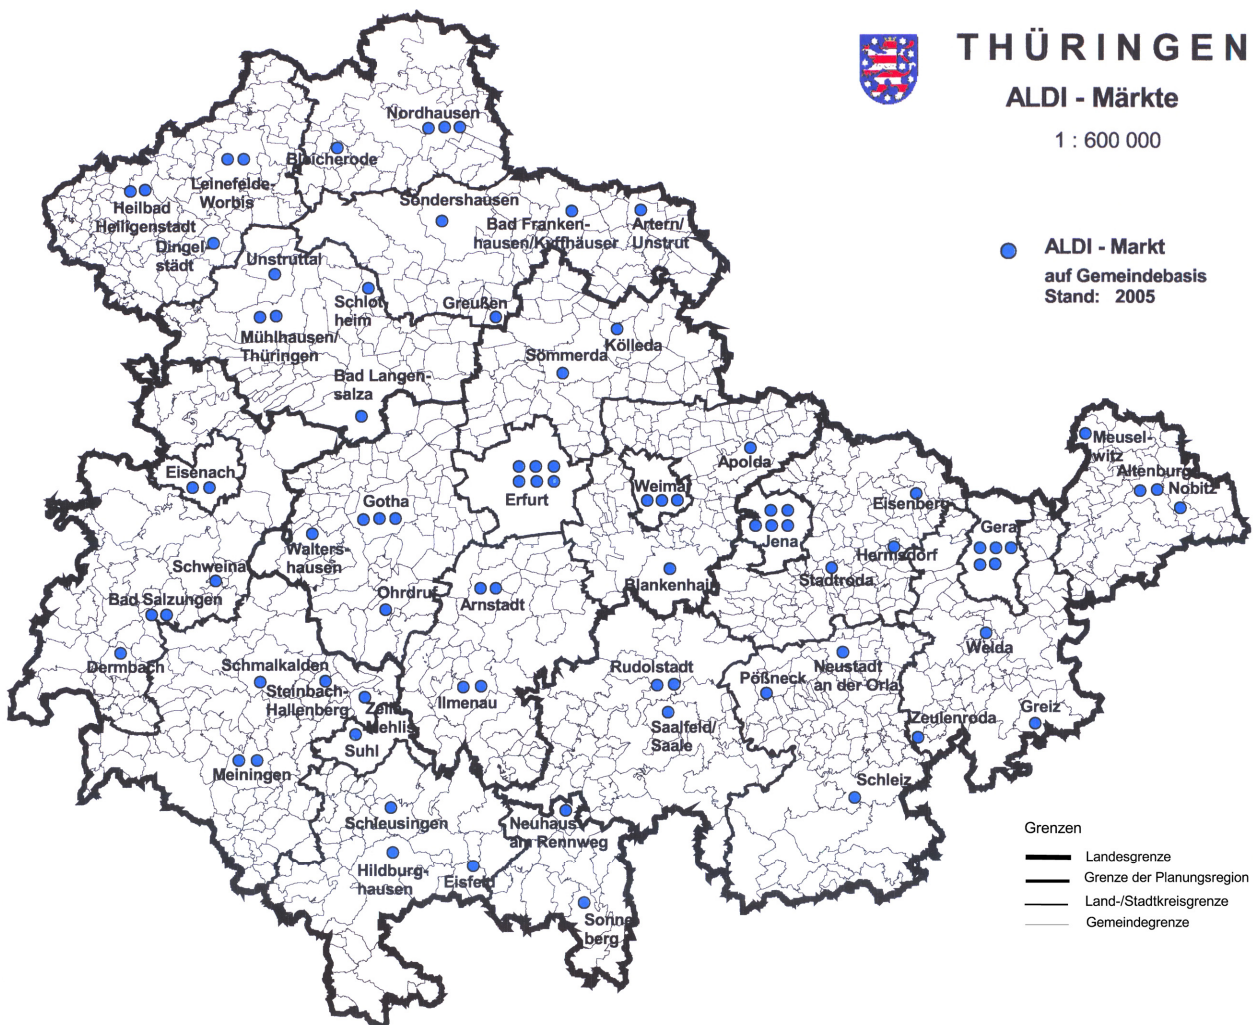 THÜRINGEN
ALDI - Märkte
1 : 600 000
ALDI - Markt
auf Gemeindebasis
Stand: 2005
Nordhausen
Bleicherode
Leinefelde-
Worbis
Heilbad
Heiligenstadt
Dingel-
städt
Sondershausen
Bad Franken-
hausen/Kyffhäuser
Artern/
Unstrut
Unstruttal
Schlot
heim
Greußen
Mühlhausen/
Thüringen
Kölleda
Sömmerda
Bad Langen-
salza
Meusel-
witz
Altenburg
Nobitz
Apolda
Eisenach
Weimar
Erfurt
Gotha
Eisenberg
Gera
Jena
Walters-
hausen
Hermsdorf
Schweina
Blankenhain
Stadtroda
Bad Salzungen
Ohrdruf
Arnstadt
Weida
Dermbach
Schmalkalden
Steinbach-
Hallenberg
Rudolstadt
Neustadt
an der Orla
Pößneck
Zella-
Mehlis
Ilmenau
Saalfeld/
Saale
Zeulenroda
Greiz
Suhl
Meiningen
Schleiz
Schleusingen
Neuhaus
am Rennweg
Hildburg-
hausen
Eisfeld
Sonne
berg
Grenzen
Landesgrenze
Grenze der Planungsregion
Land-/Stadtkreisgrenze
Gemeindegrenze